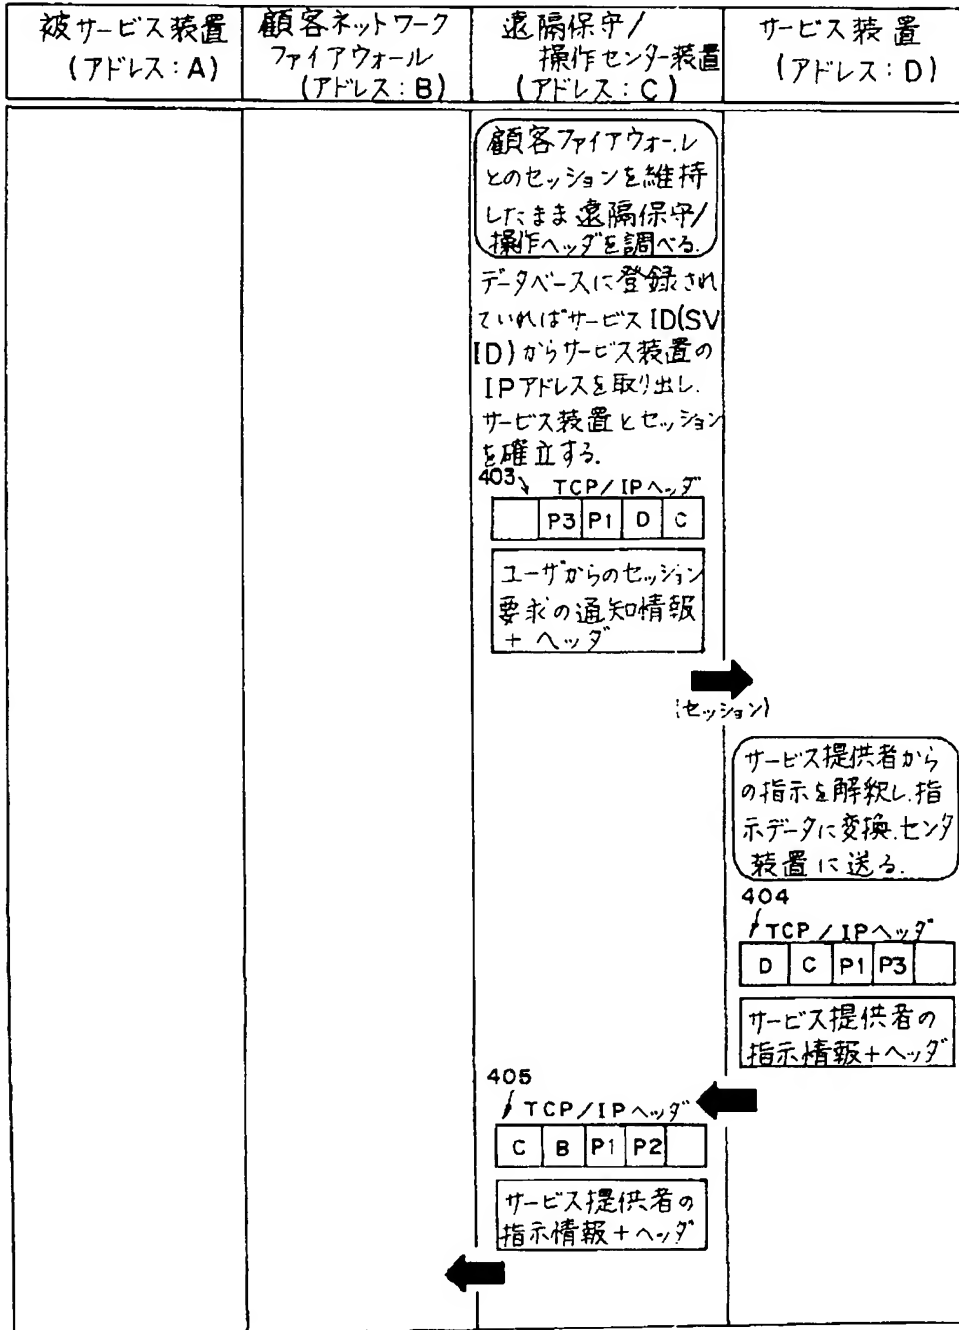 被サービス装置
(アドレス:A)
顧客ネットワーク
ファイアウォール
(アドレス:B)
遠隔保守/
操作センター装置
(アドレス:C)
サービス装置
(アドレス:D)
顧客ファイアウォール
とのセッションを維持
したまま遠隔保守/
操作ヘッダを調べる.
データベースに登録され
ていればサービスID(SV
ID)からサービス装置の
IPアドレスを取り出し.
サービス装置とセッション
を確立する.
403
TCP/IPヘッダ
P3 P1 D C
ユーザからのセッション
要求の通知情報
+ヘッダ
(セッション)
サービス提供者から
の指示を解釈し.指
示データに変換.センタ
装置に送る.
404
TCP/IPヘッダ
D C P1 P3
サービス提供者の
指示情報+ヘッダ
405
TCP/IPヘッダ
C B P1 P2
サービス提供者の
指示情報+ヘッダ